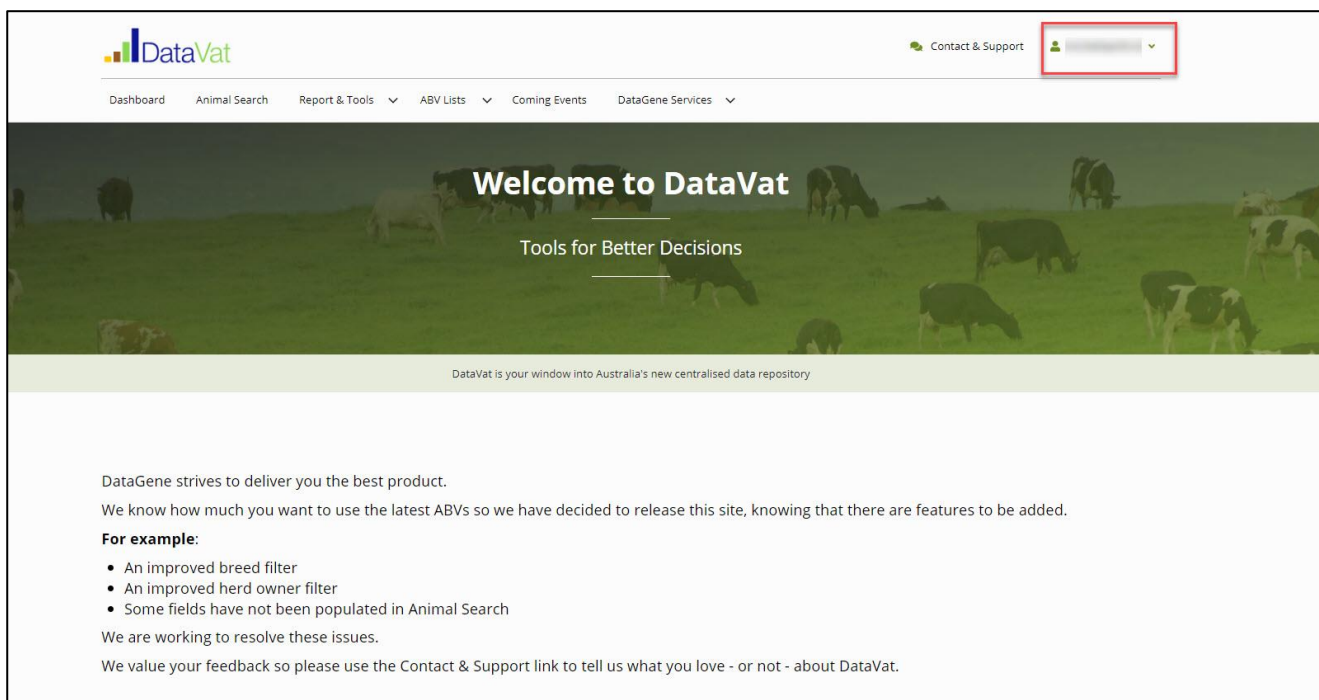 DataVat
Contact & Support
Dashboard Animal Search Report & Tools ABV Lists Coming Events DataGene Services
Welcome to DataVat
Tools for Better Decisions
DataVat is your window into Australia's new centralised data repository
DataGene strives to deliver you the best product.
We know how much you want to use the latest ABVs so we have decided to release this site, knowing that there are features to be added.
For example:
• An improved breed filter
• An improved herd owner filter
• Some fields have not been populated in Animal Search
We are working to resolve these issues.
We value your feedback so please use the Contact & Support link to tell us what you love - or not - about DataVat.